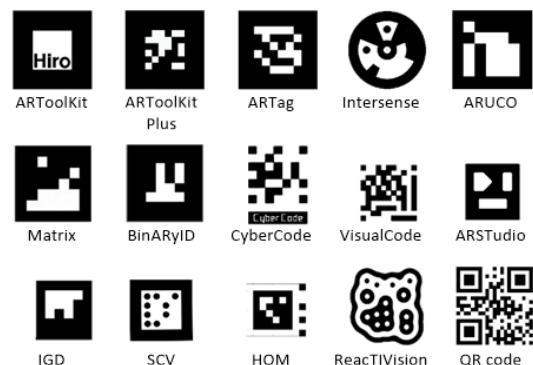 Hiro
ARToolKit ARToolKit Plus ARTag Intersense ARUCO
CyberCode
Matrix BinARyID CyberCode VisualCode ARSTudio
IGD SCV HOM ReacTIVision QR code